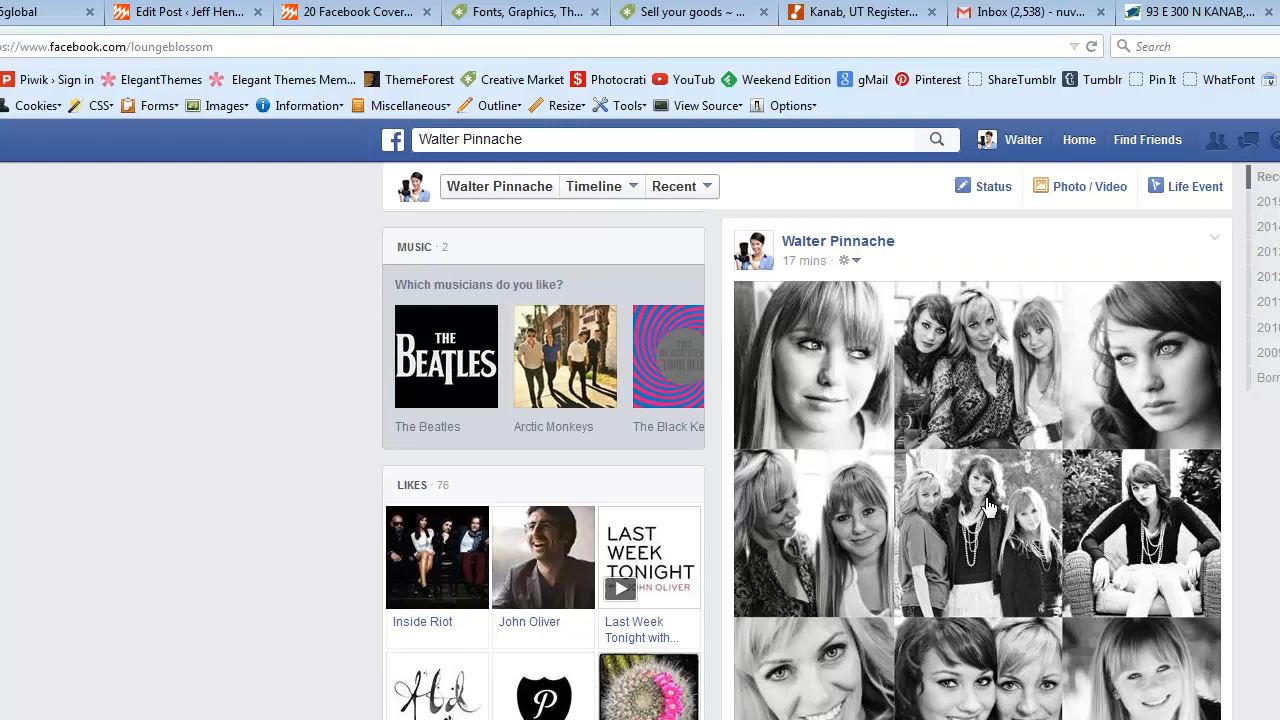 6global
Edit Post ‹ Jeff Hen...
20 Facebook Cover...
Fonts, Graphics, Th...
Sell your goods ~ ...
Kanab, UT Register...
Inbox (2,538) - nuv...
93 E 300 N KANAB,...
s://www.facebook.com/loungeblossom
Search
Piwik › Sign in
ElegantThemes
Elegant Themes Mem...
ThemeForest
Creative Market
Photocrati
YouTube
Weekend Edition
gMail
Pinterest
ShareTumblr
Tumblr
Pin It
WhatFont
Cookies
CSS
Forms
Images
Information
Miscellaneous
Outline
Resize
Tools
View Source
Options
Walter Pinnache
Walter
Home
Find Friends
Walter Pinnache
Timeline
Recent
Status
Photo / Video
Life Event
Rec
2015
2014
201
2012
201
201
2009
Born
MUSIC · 2
Which musicians do you like?
THE
BEATLES
The Beatles
Arctic Monkeys
The Black Ke
LIKES · 76
LAST
WEEK
TONIGHT
JOHN OLIVER
Inside Riot
John Oliver
Last Week
Tonight with...
P
Walter Pinnache
17 mins ·